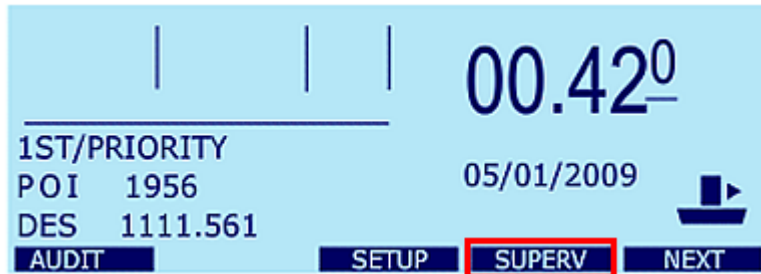 00.420
1ST/PRIORITY
POI 1956
05/01/2009
DES 1111.561
AUDIT SETUP SUPERV NEXT